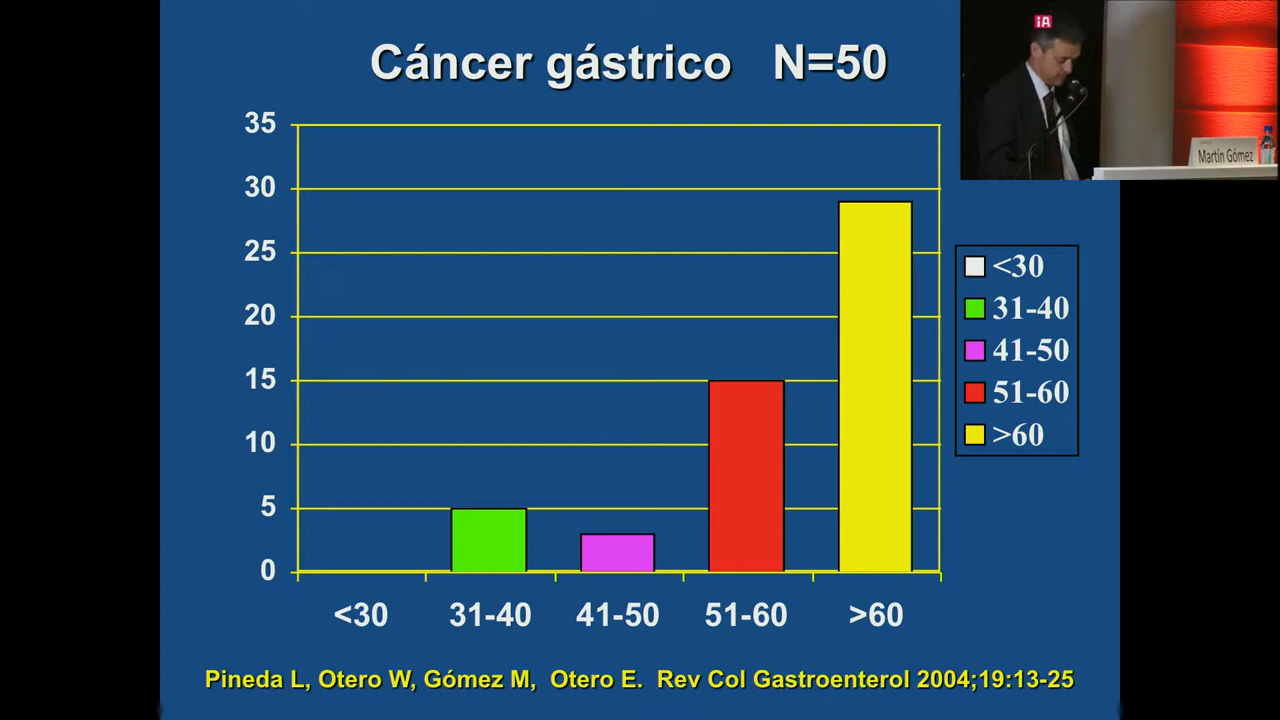 Cáncer gástrico N=50
iA
Martín Gómez
35
30
25
20
15
10
5
0
<30
31-40
41-50
51-60
>60
<30 31-40 41-50 51-60 >60
Pineda L, Otero W, Gómez M, Otero E. Rev Col Gastroenterol 2004;19:13-25